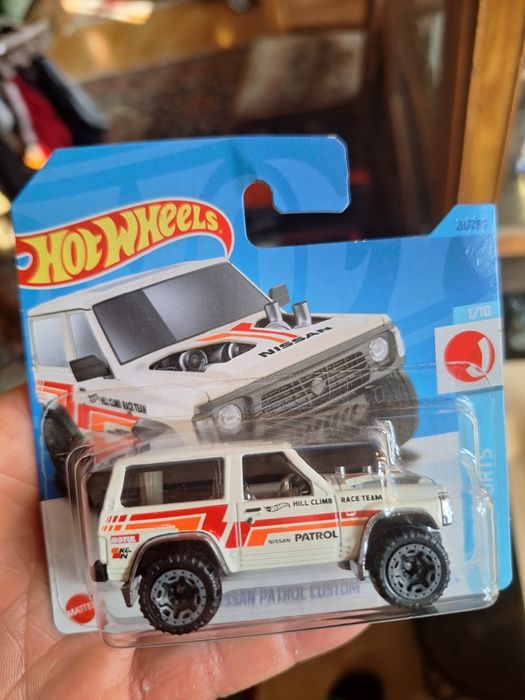 HOT WHEELS
1/10
NISSAN
HILL CLIMB RACE TEAM
HILL CLIMB RACE TEAM
NISSAN PATROL
MOTUL
K&N
MATTEL
SSAN PATROL CUSTOM
RTS